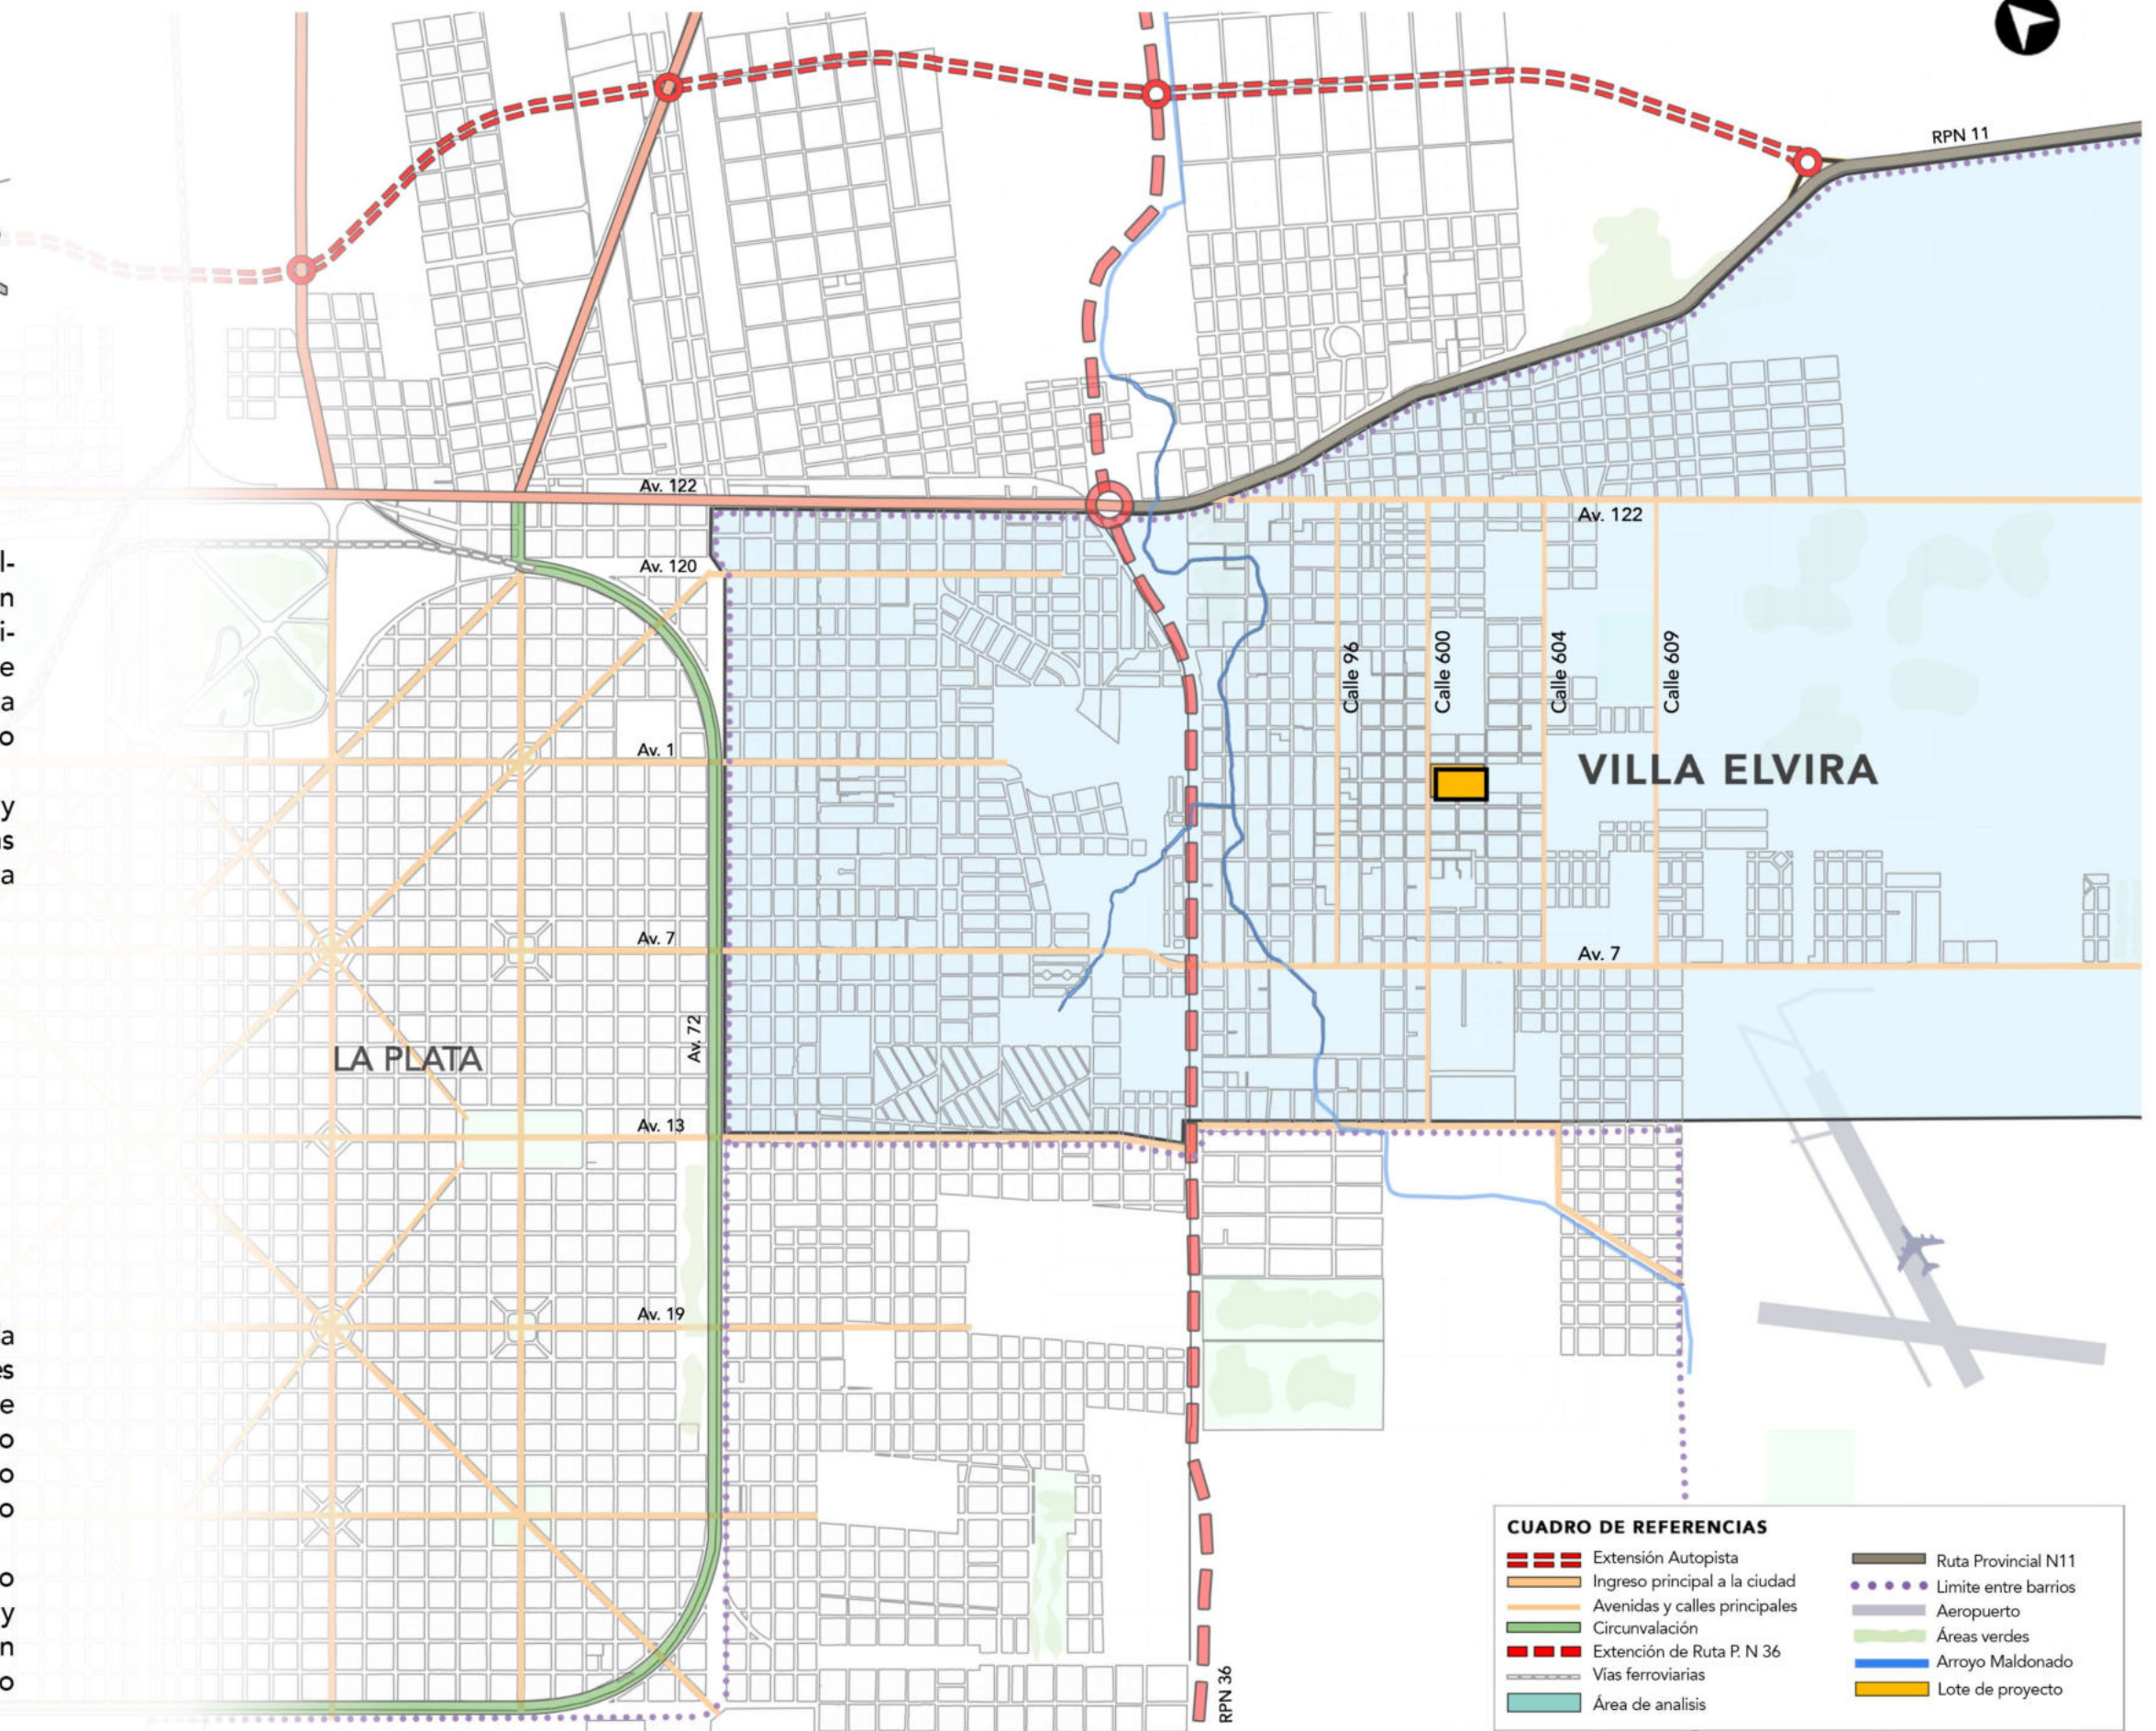 RPN 11
Av. 122
Av. 122
Av. 120
Calle 96
Calle 600
Calle 604
Calle 609
Av. 1
VILLA ELVIRA
Av. 7
Av. 7
Av. 72
LA PLATA
Av. 13
Av. 19
RPN 36
l-
n
i-
e
a
o
y
as
a
la
es
e
o
o
o
o
y
n
o
CUADRO DE REFERENCIAS
Extensión Autopista
Ingreso principal a la ciudad
Avenidas y calles principales
Circunvalación
Extención de Ruta P. N 36
Vías ferroviarias
Área de analisis
Ruta Provincial N11
Limite entre barrios
Aeropuerto
Áreas verdes
Arroyo Maldonado
Lote de proyecto